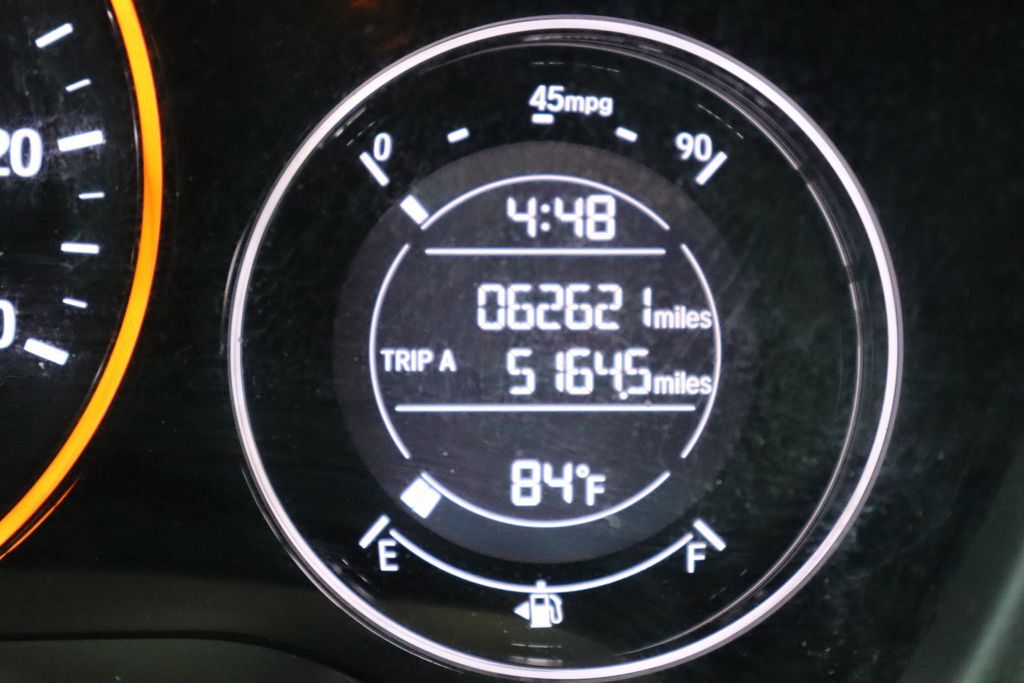 45mpg
0
90
20
4:48
062621miles
TRIP A 5164.5miles
84°F
E
F